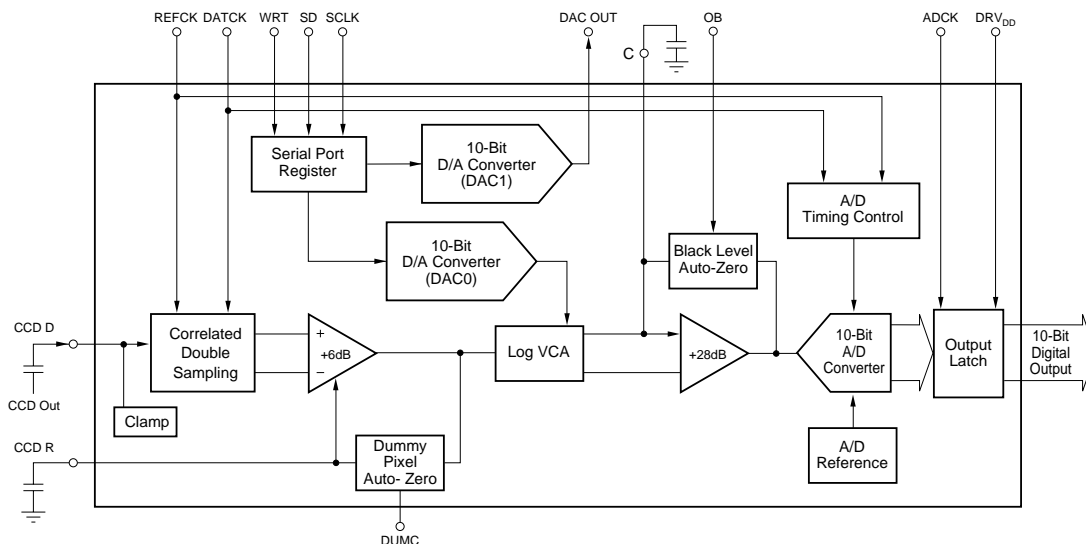 REFCK DATCK WRT SD SCLK DAC OUT OB ADCK DRVDD
C
Serial Port
Register
10-Bit
D/A Converter
(DAC1)
A/D
Timing Control
10-Bit
D/A Converter
(DAC0)
Black Level
Auto-Zero
CCD D
CCD Out
Correlated
Double
Sampling
+
+6dB
−
Log VCA
+28dB
10-Bit
A/D
Converter
Output
Latch
10-Bit
Digital
Output
Clamp
CCD R
Dummy
Pixel
Auto- Zero
A/D
Reference
DUMC